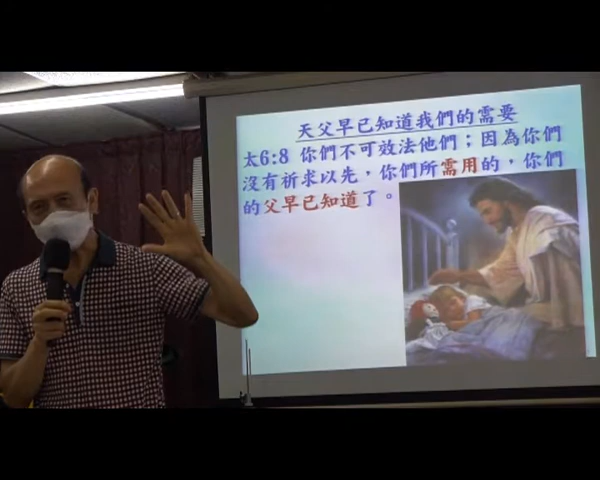 天父早已知道我們的需要
太6:8 你們不可效法他們；因為你們
沒有祈求以先，你們所需用的，你們
的父早已知道了。